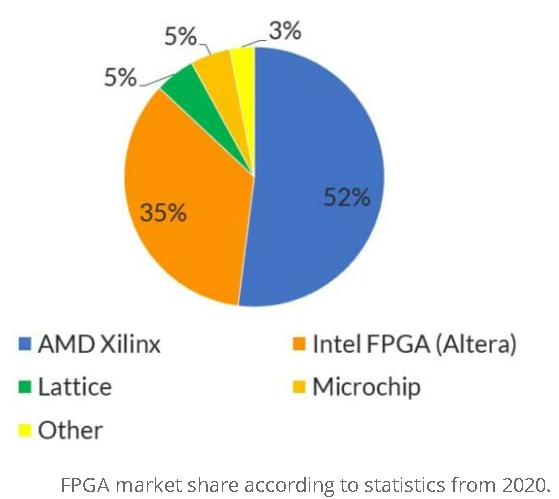 5%
3%
5%
52%
35%
AMD Xilinx
Intel FPGA (Altera)
Lattice
Microchip
Other
FPGA market share according to statistics from 2020.